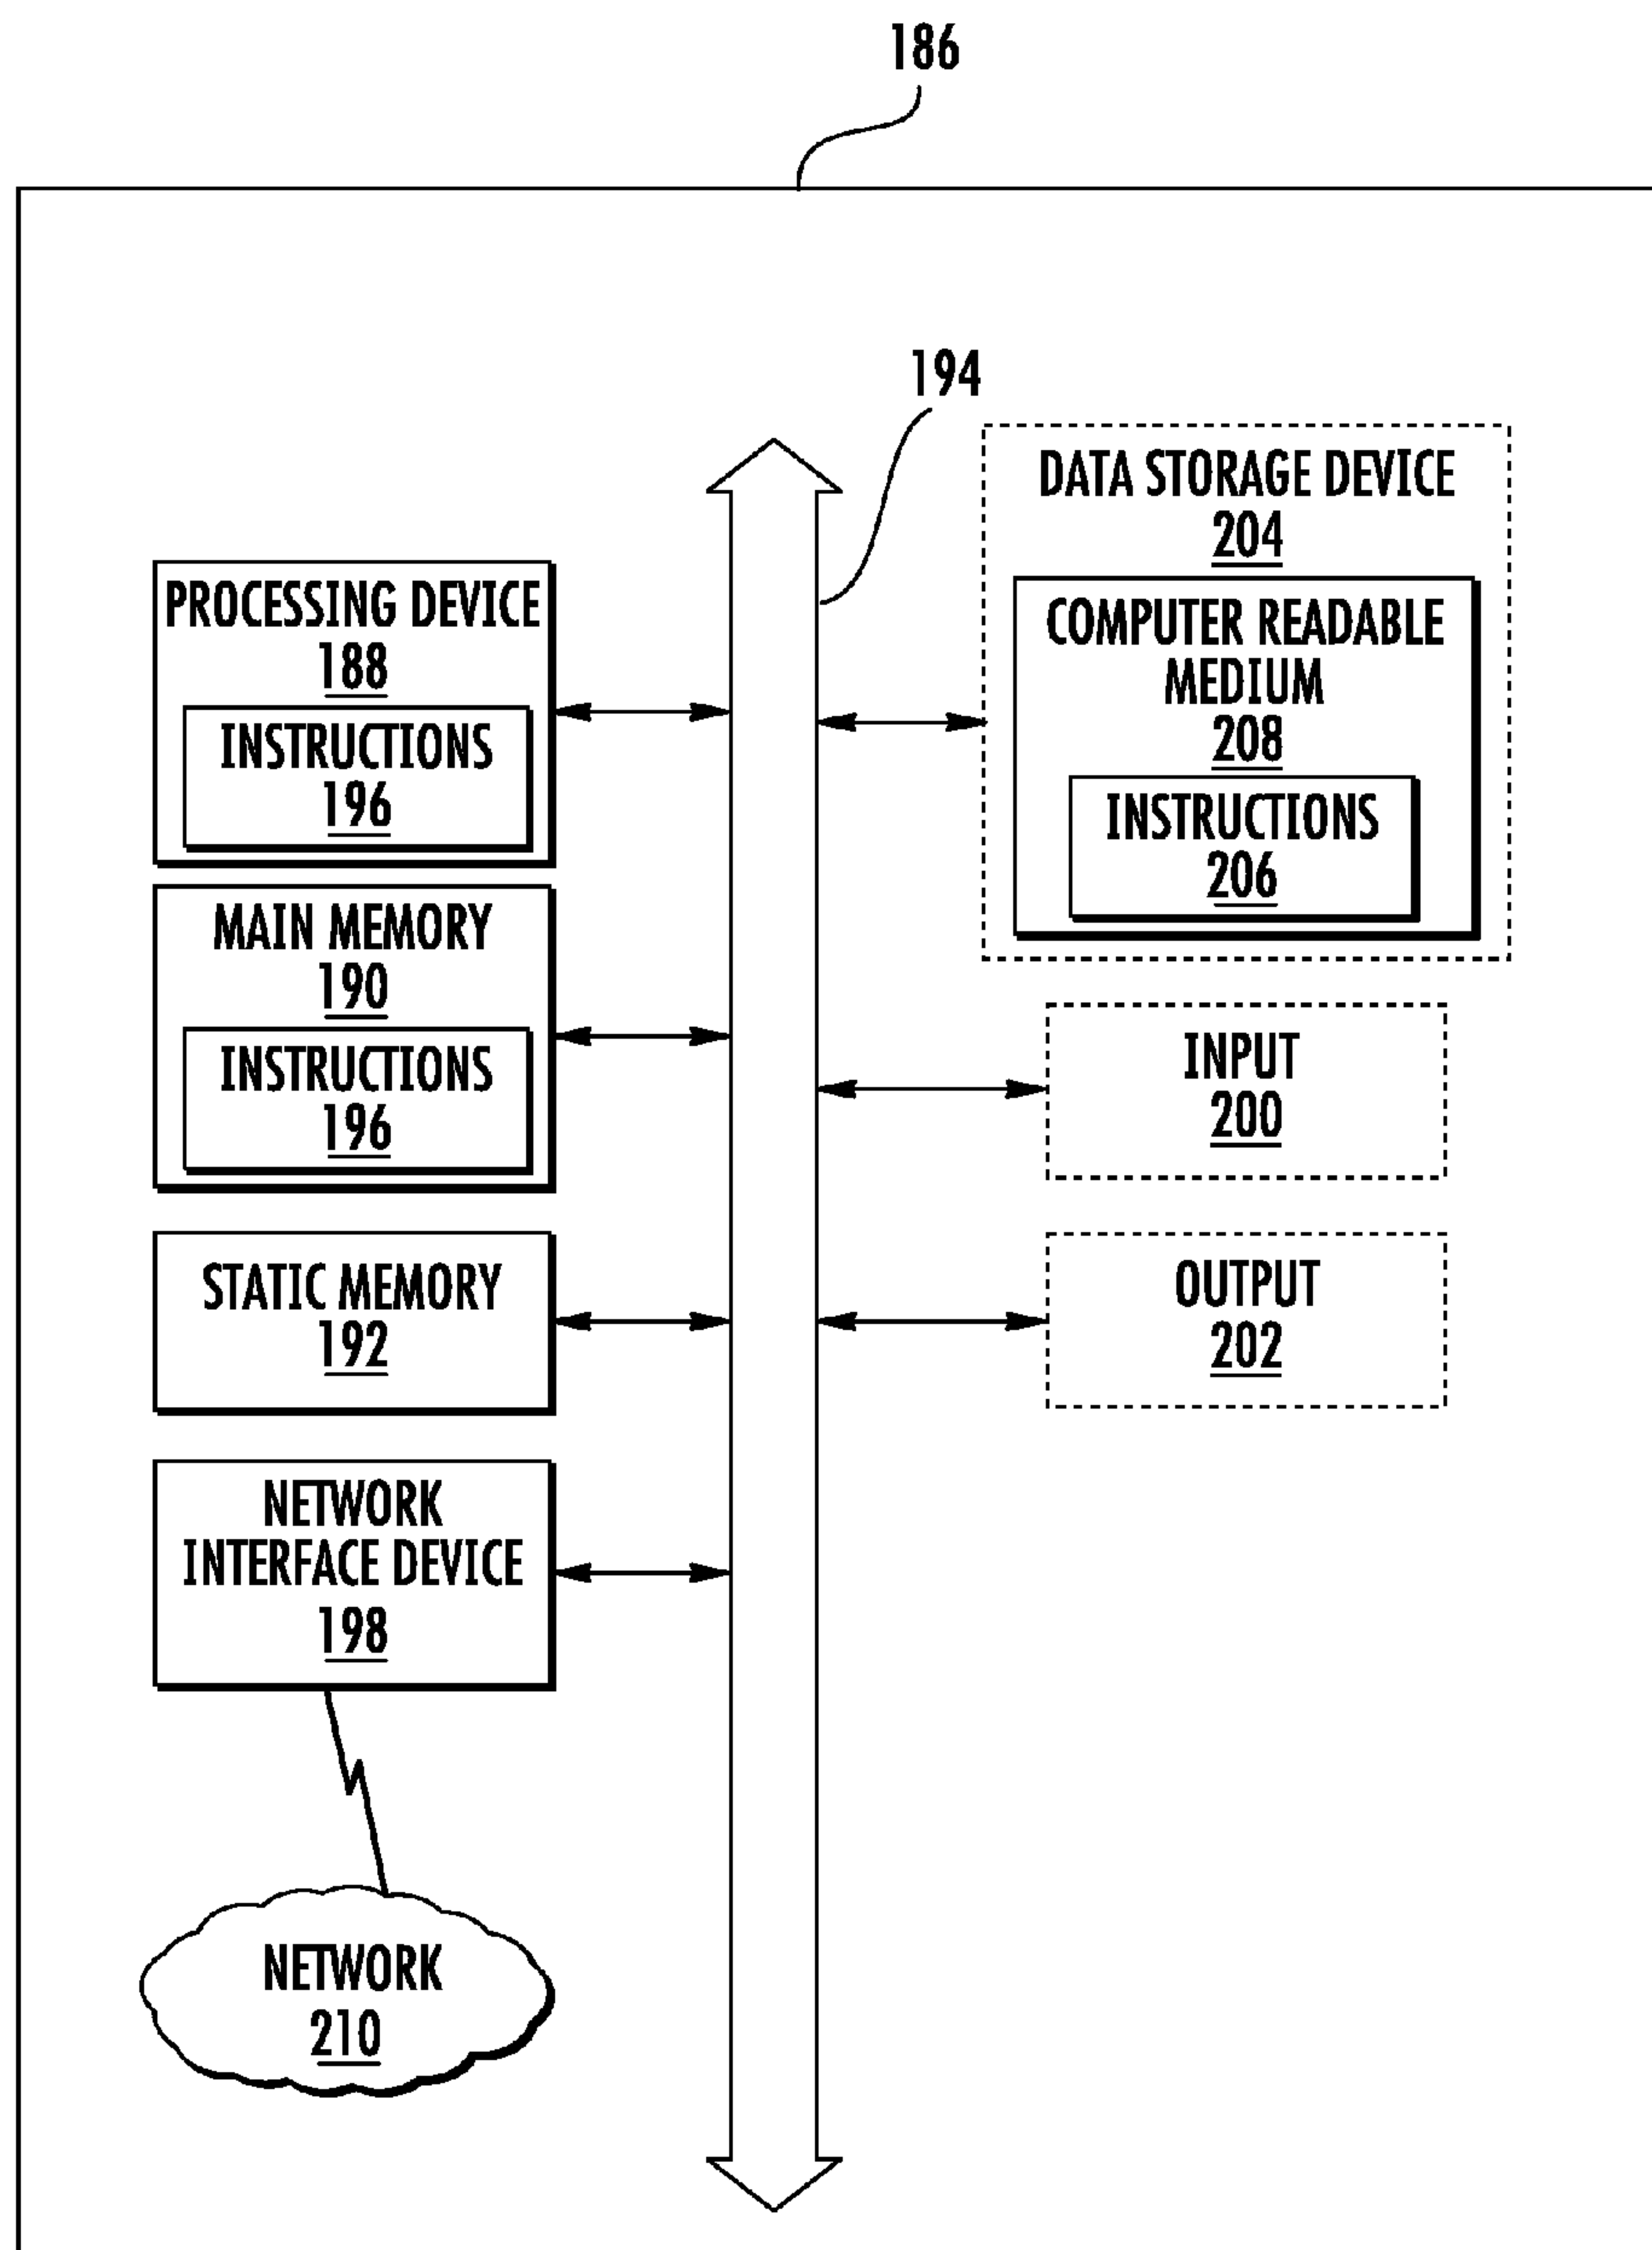 186
194
PROCESSING DEVICE
188
INSTRUCTIONS
196
MAIN MEMORY
190
INSTRUCTIONS
196
STATIC MEMORY
192
NETWORK
INTERFACE DEVICE
198
NETWORK
210
DATA STORAGE DEVICE
204
COMPUTER READABLE
MEDIUM
208
INSTRUCTIONS
206
INPUT
200
OUTPUT
202